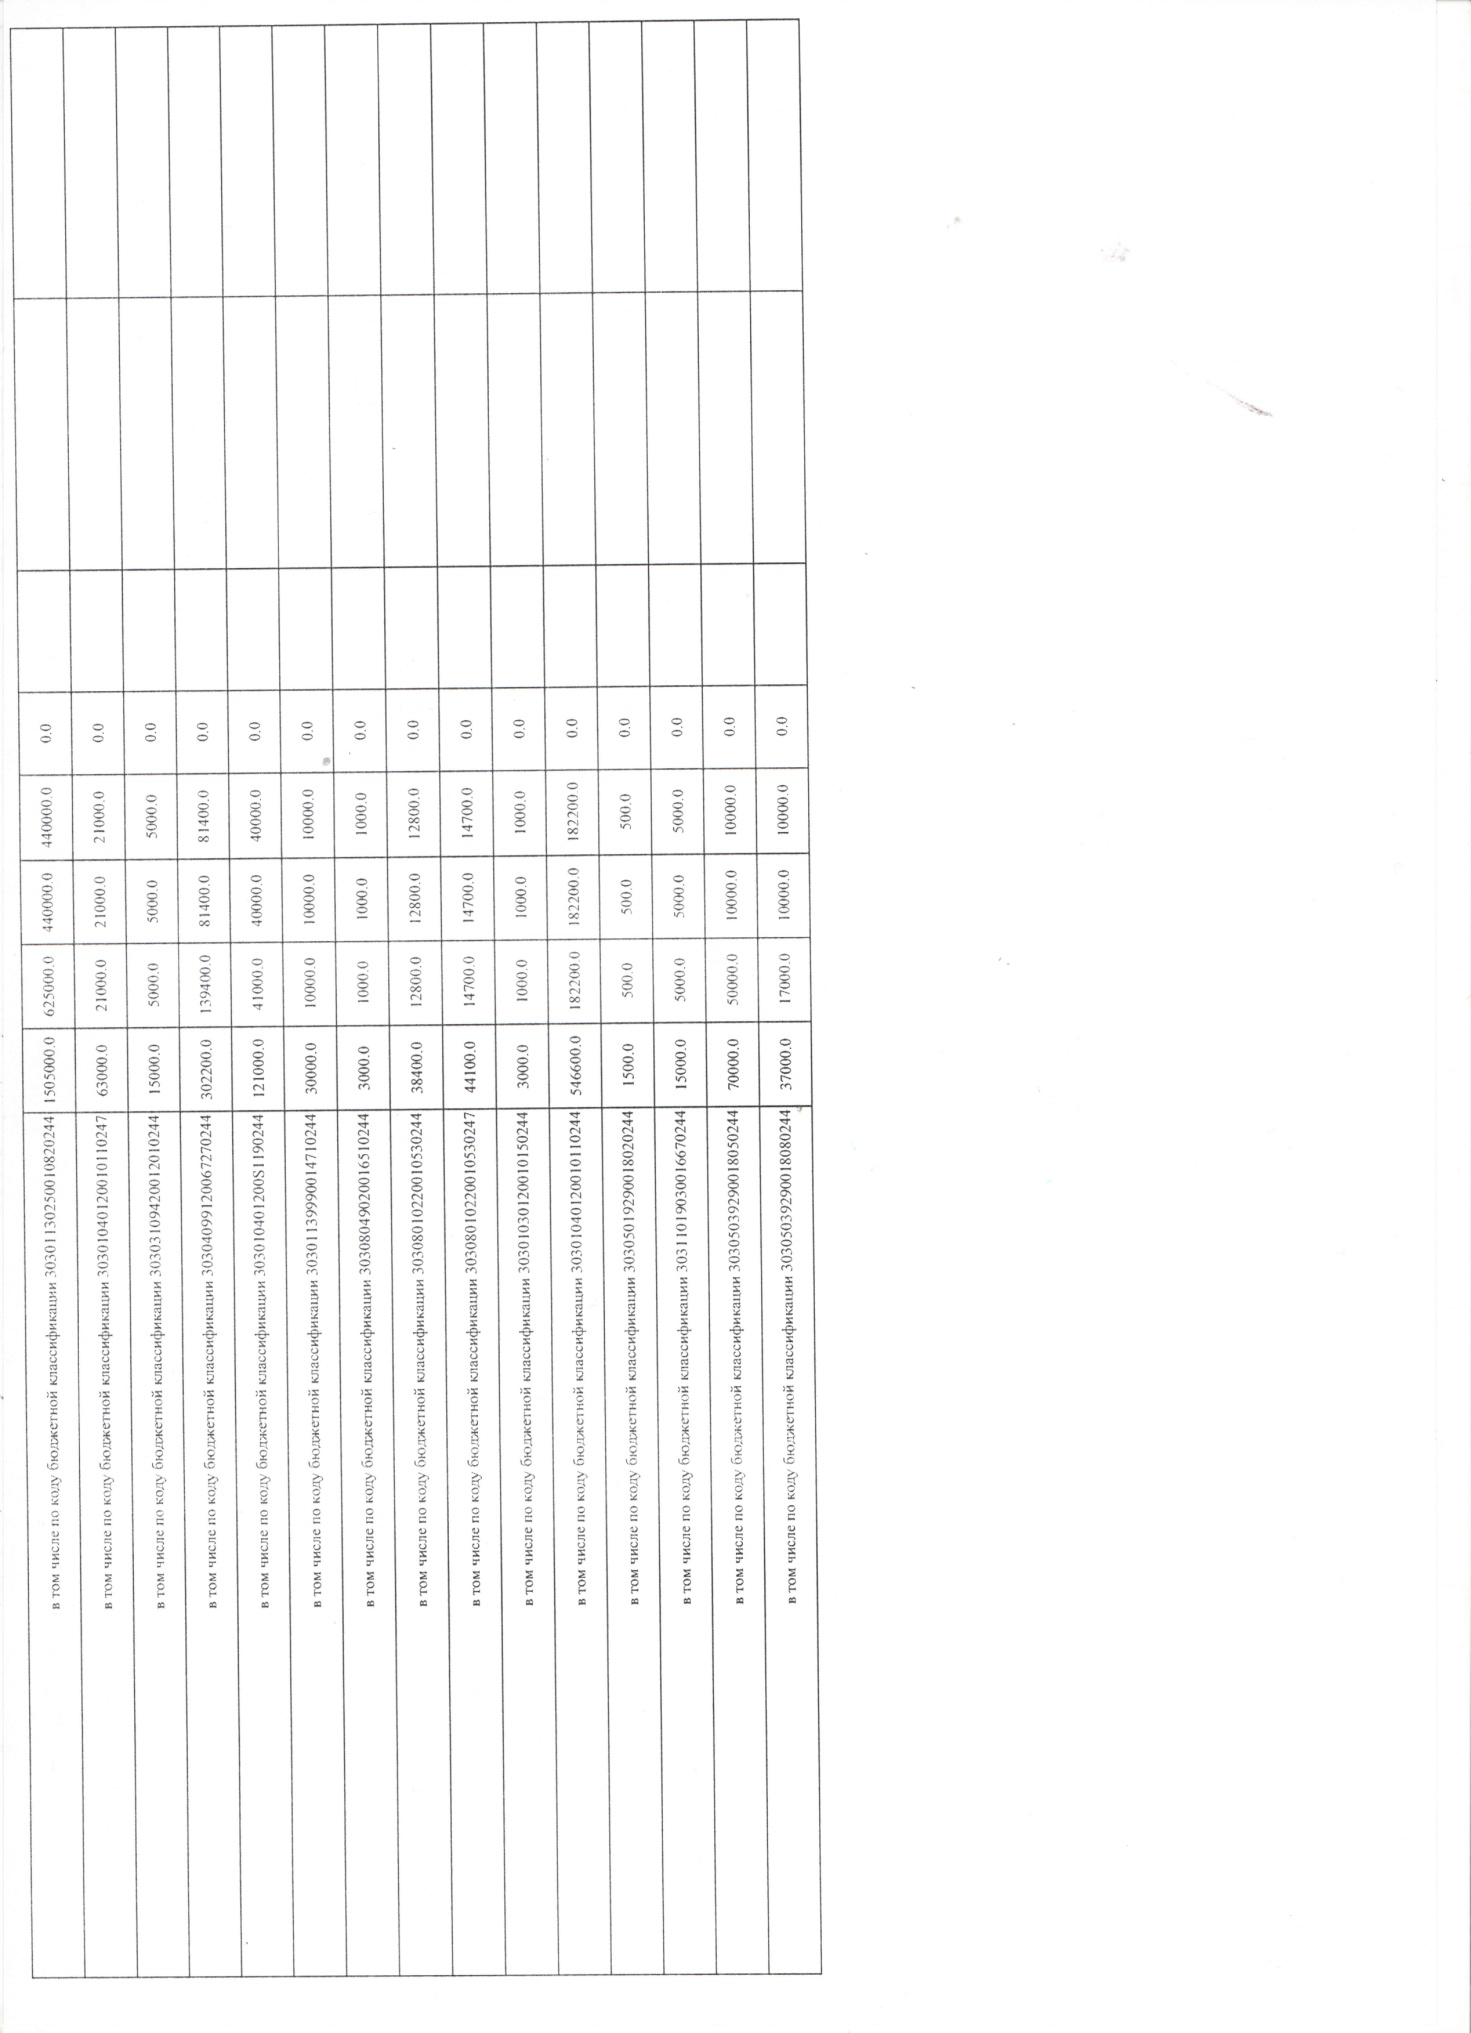 в том числе по коду бюджетной классификации 30301130250010820244 1505000.0 625000.0 440000.0 440000.0 0.0
в том числе по коду бюджетной классификации 30301040120010110247 63000.0 21000.0 21000.0 21000.0 0.0
в том числе по коду бюджетной классификации 30303109420012010244 15000.0 5000.0 5000.0 5000.0 0.0
в том числе по коду бюджетной классификации 30304099120067270244 302200.0 139400.0 81400.0 81400.0 0.0
в том числе по коду бюджетной классификации 303010401200S1190244 121000.0 41000.0 40000.0 40000.0 0.0
в том числе по коду бюджетной классификации 30301139990014710244 30000.0 10000.0 10000.0 10000.0 0.0
в том числе по коду бюджетной классификации 30308049020016510244 3000.0 1000.0 1000.0 1000.0 0.0
в том числе по коду бюджетной классификации 30308010220010530244 38400.0 12800.0 12800.0 12800.0 0.0
в том числе по коду бюджетной классификации 30308010220010530247 44100.0 14700.0 14700.0 14700.0 0.0
в том числе по коду бюджетной классификации 30301030120010150244 3000.0 1000.0 1000.0 1000.0 0.0
в том числе по коду бюджетной классификации 30301040120010110244 546600.0 182200.0 182200.0 182200.0 0.0
в том числе по коду бюджетной классификации 30305019290018020244 1500.0 500.0 500.0 500.0 0.0
в том числе по коду бюджетной классификации 30311019030016670244 15000.0 5000.0 5000.0 5000.0 0.0
в том числе по коду бюджетной классификации 30305039290018050244 70000.0 50000.0 10000.0 10000.0 0.0
в том числе по коду бюджетной классификации 30305039290018080244 37000.0 17000.0 10000.0 10000.0 0.0